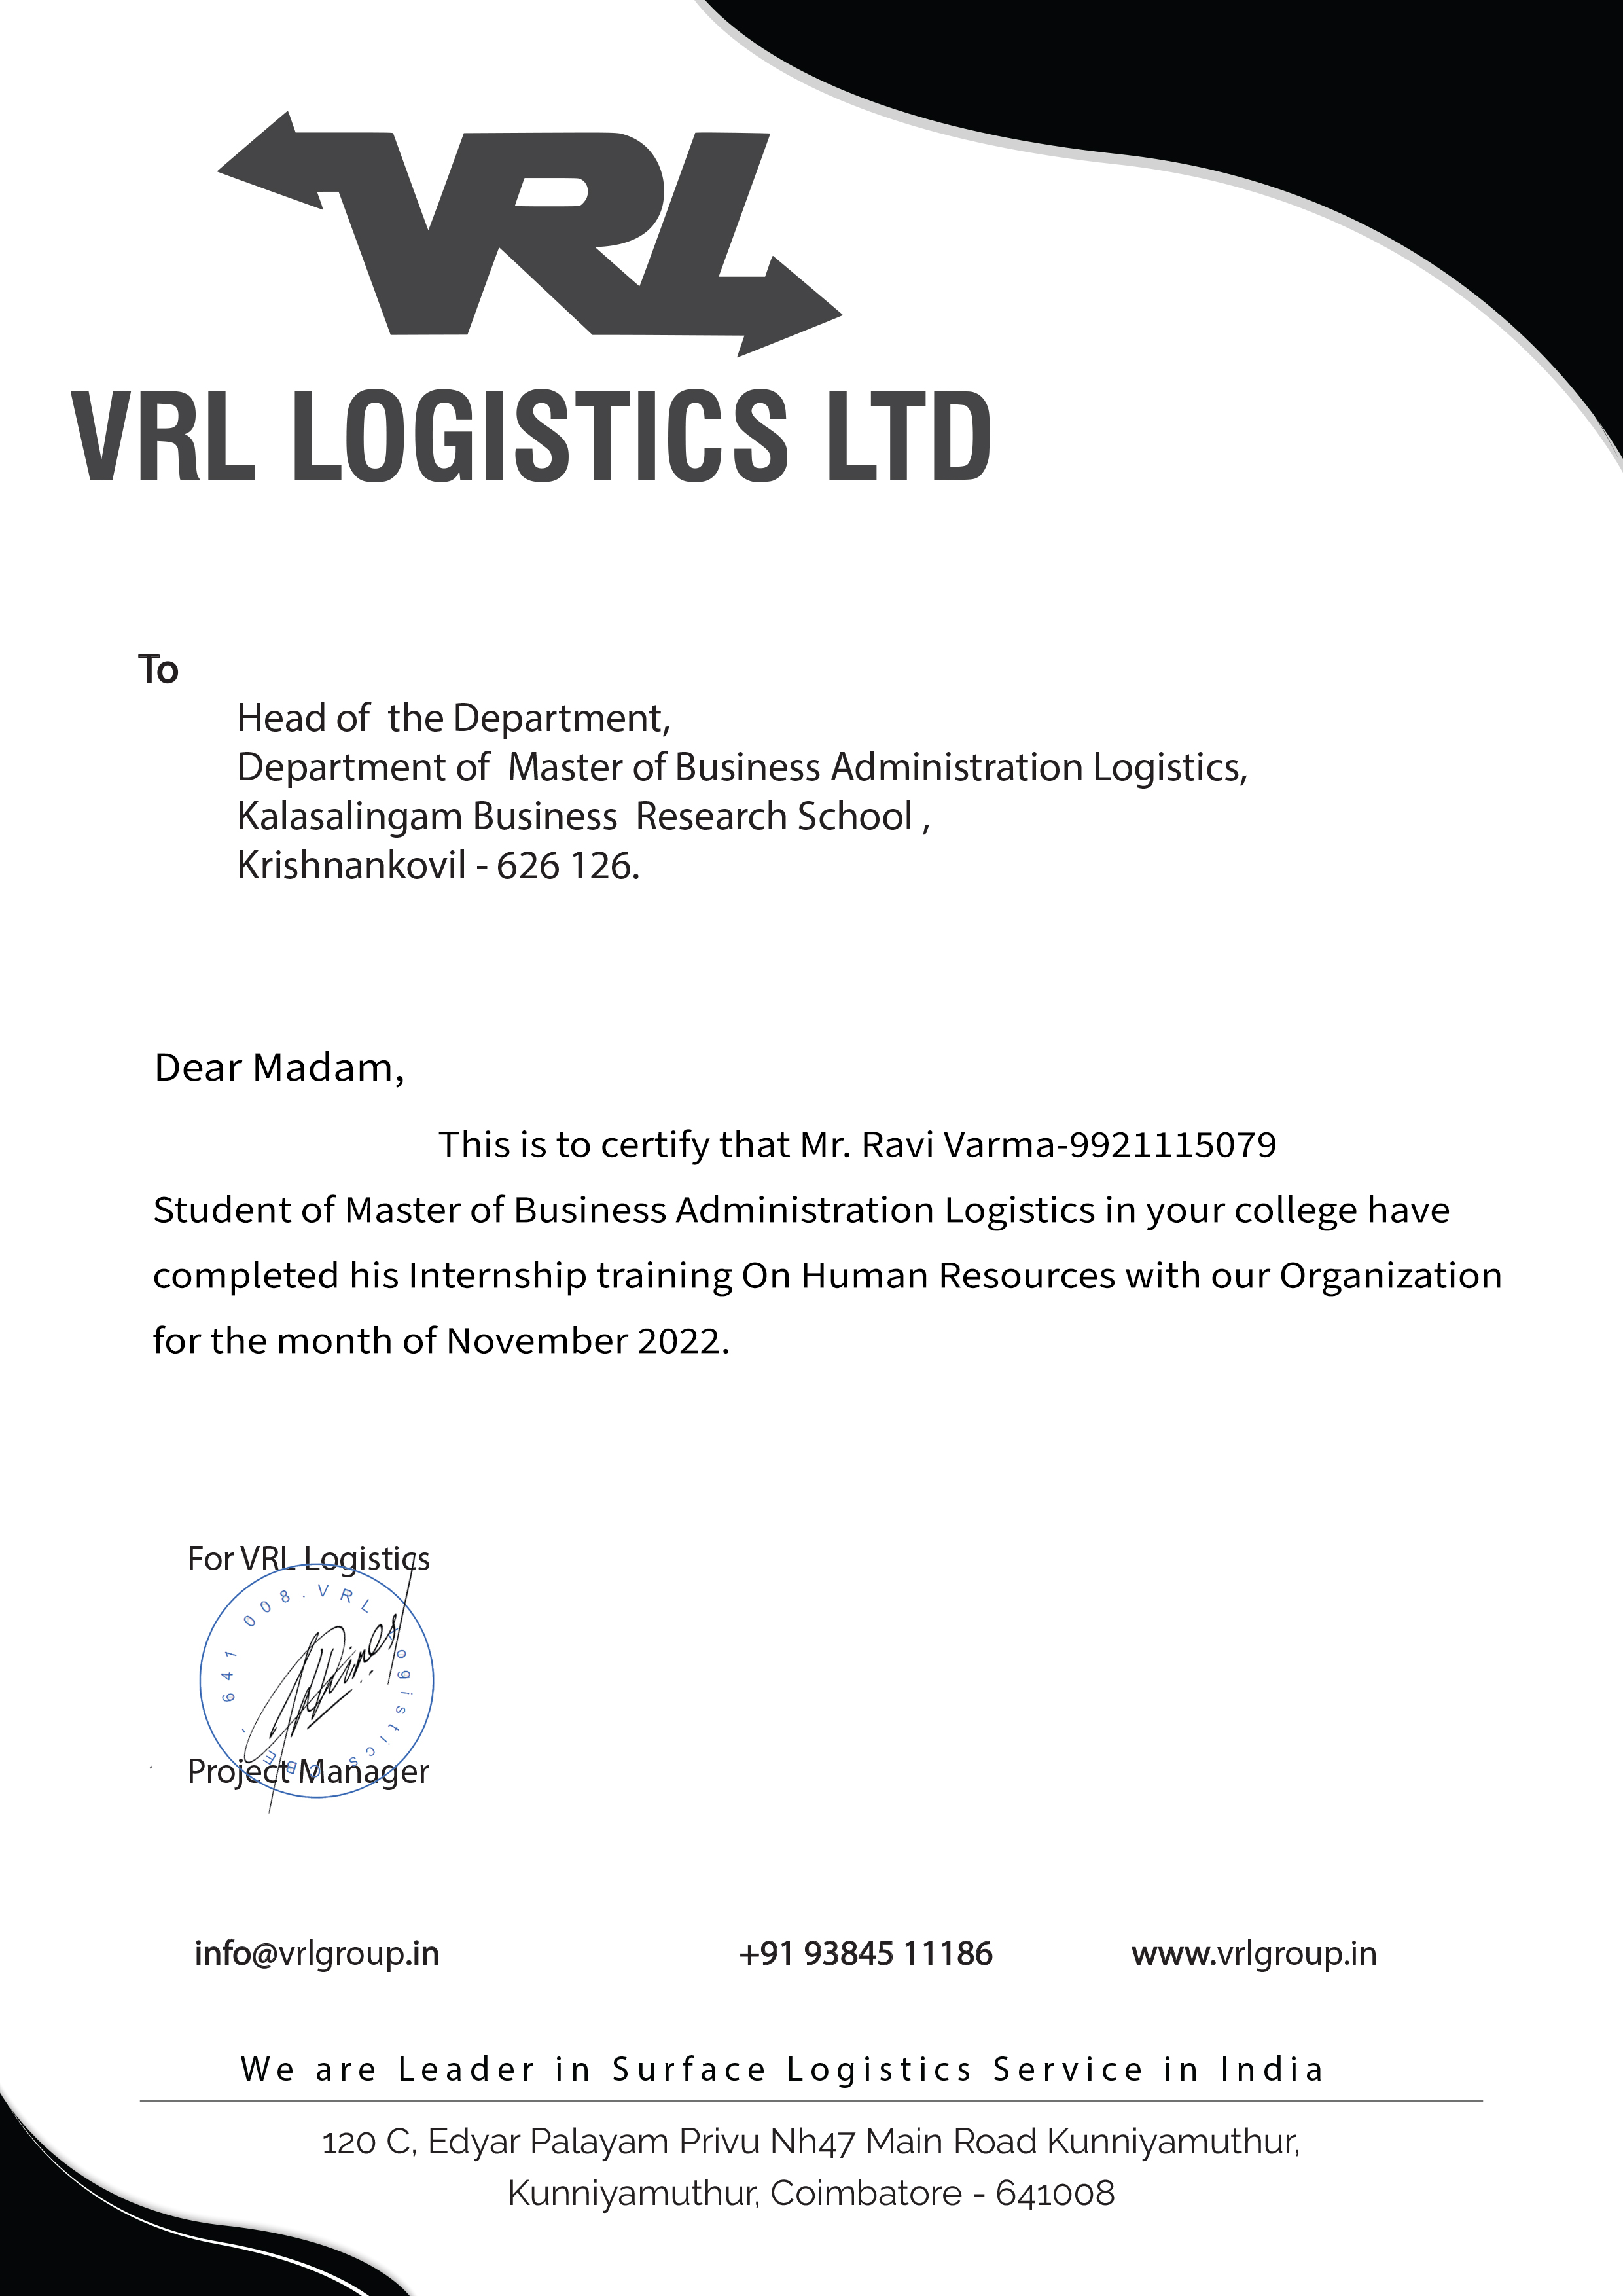 VRL
VRL LOGISTICS LTD
To
Head of the Department,
Department of Master of Business Administration Logistics,
Kalasalingam Business Research School ,
Krishnankovil - 626 126.
Dear Madam,
This is to certify that Mr. Ravi Varma-9921115079
Student of Master of Business Administration Logistics in your college have
completed his Internship training On Human Resources with our Organization
for the month of November 2022.
For VRL Logistics
VRL Logistics CBE - 641 008.
Project Manager
info@vrlgroup.in +91 93845 11186 www.vrlgroup.in
We are Leader in Surface Logistics Service in India
120 C, Edyar Palayam Privu Nh47 Main Road Kunniyamuthur,
Kunniyamuthur, Coimbatore - 641008